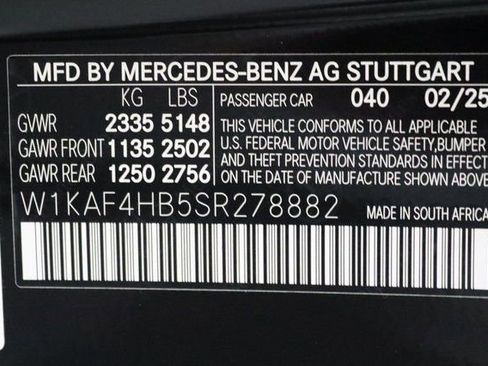 MFD BY MERCEDES-BENZ AG STUTTGART
KG LBS PASSENGER CAR 040 02/25
GVWR 2335 5148 THIS VEHICLE CONFORMS TO ALL APPLICABLE
GAWR FRONT 1135 2502 U.S. FEDERAL MOTOR VEHICLE SAFETY, BUMPER
GAWR REAR 1250 2756 AND THEFT PREVENTION STANDARDS IN EFFEC
ON THE DATE OF MANUFACTURE SHOWN ABOVE
W1KAF4HB5SR278882 MADE IN SOUTH AFRICA